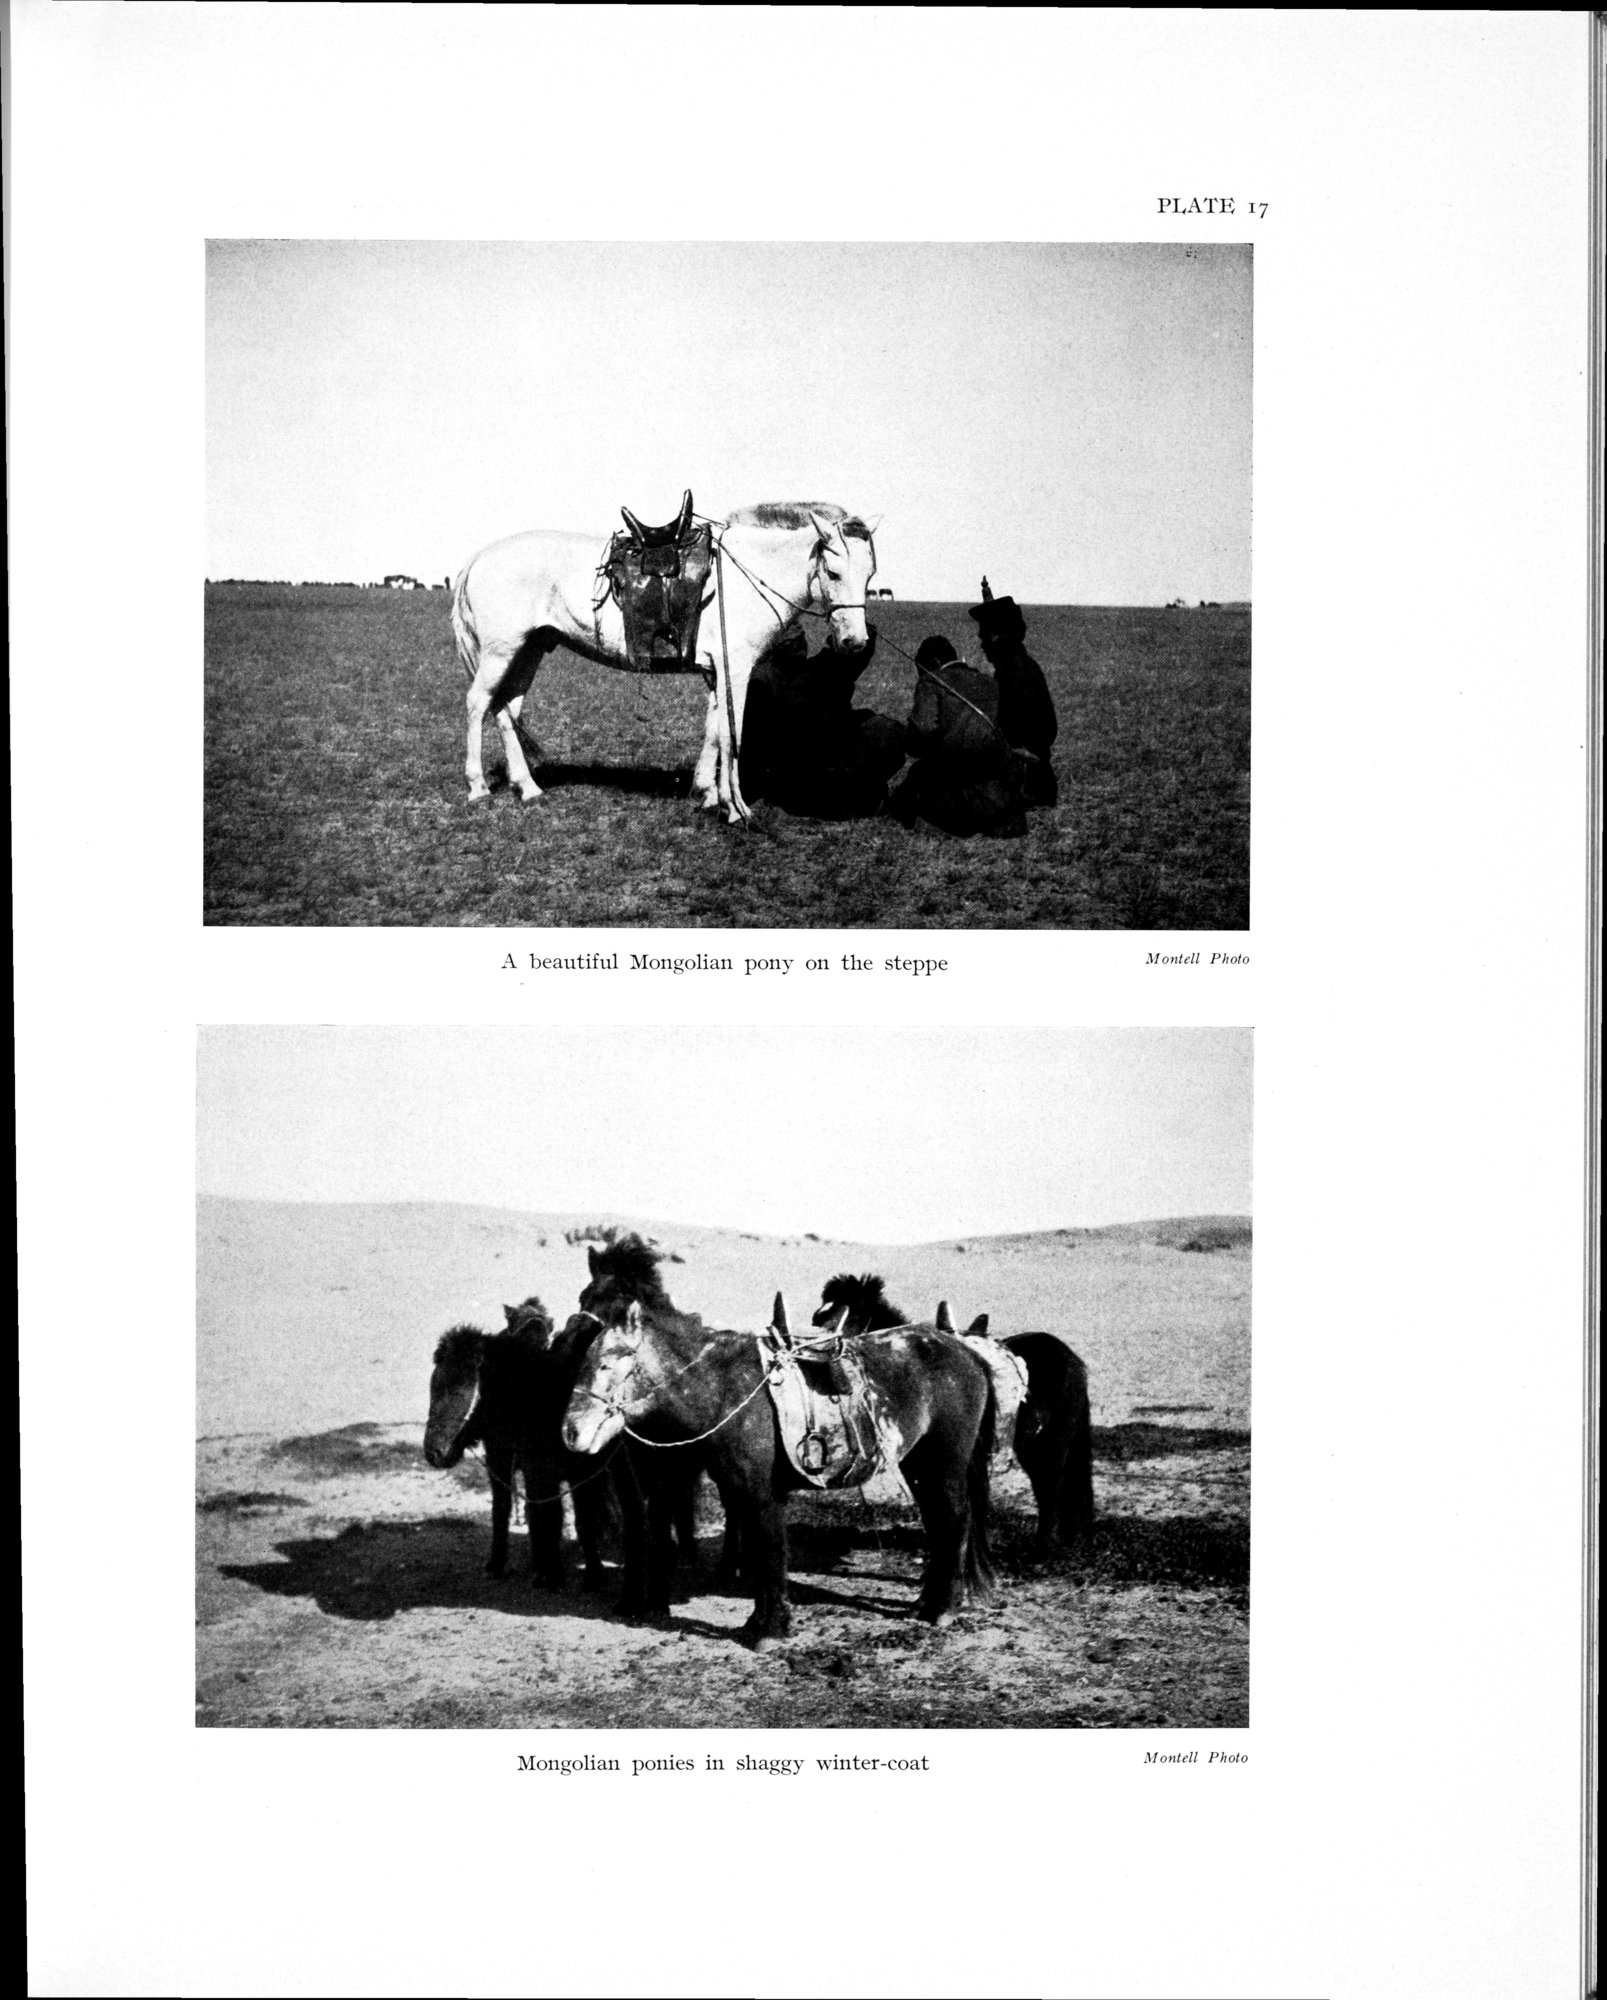 PLATE 17
A beautiful Mongolian pony on the steppe
Montell Photo
Mongolian ponies in shaggy winter-coat
Montell Photo